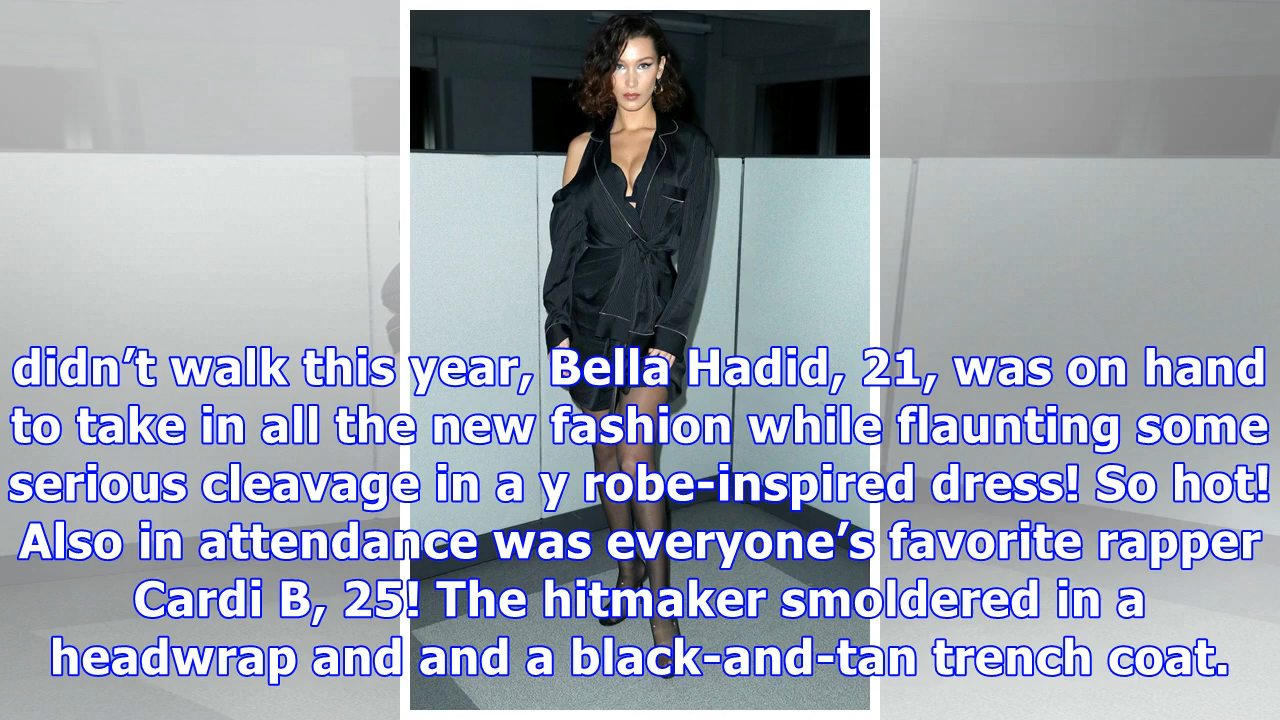 didn’t walk this year, Bella Hadid, 21, was on hand
to take in all the new fashion while flaunting some
serious cleavage in a y robe-inspired dress! So hot!
Also in attendance was everyone’s favorite rapper
Cardi B, 25! The hitmaker smoldered in a
headwrap and and a black-and-tan trench coat.